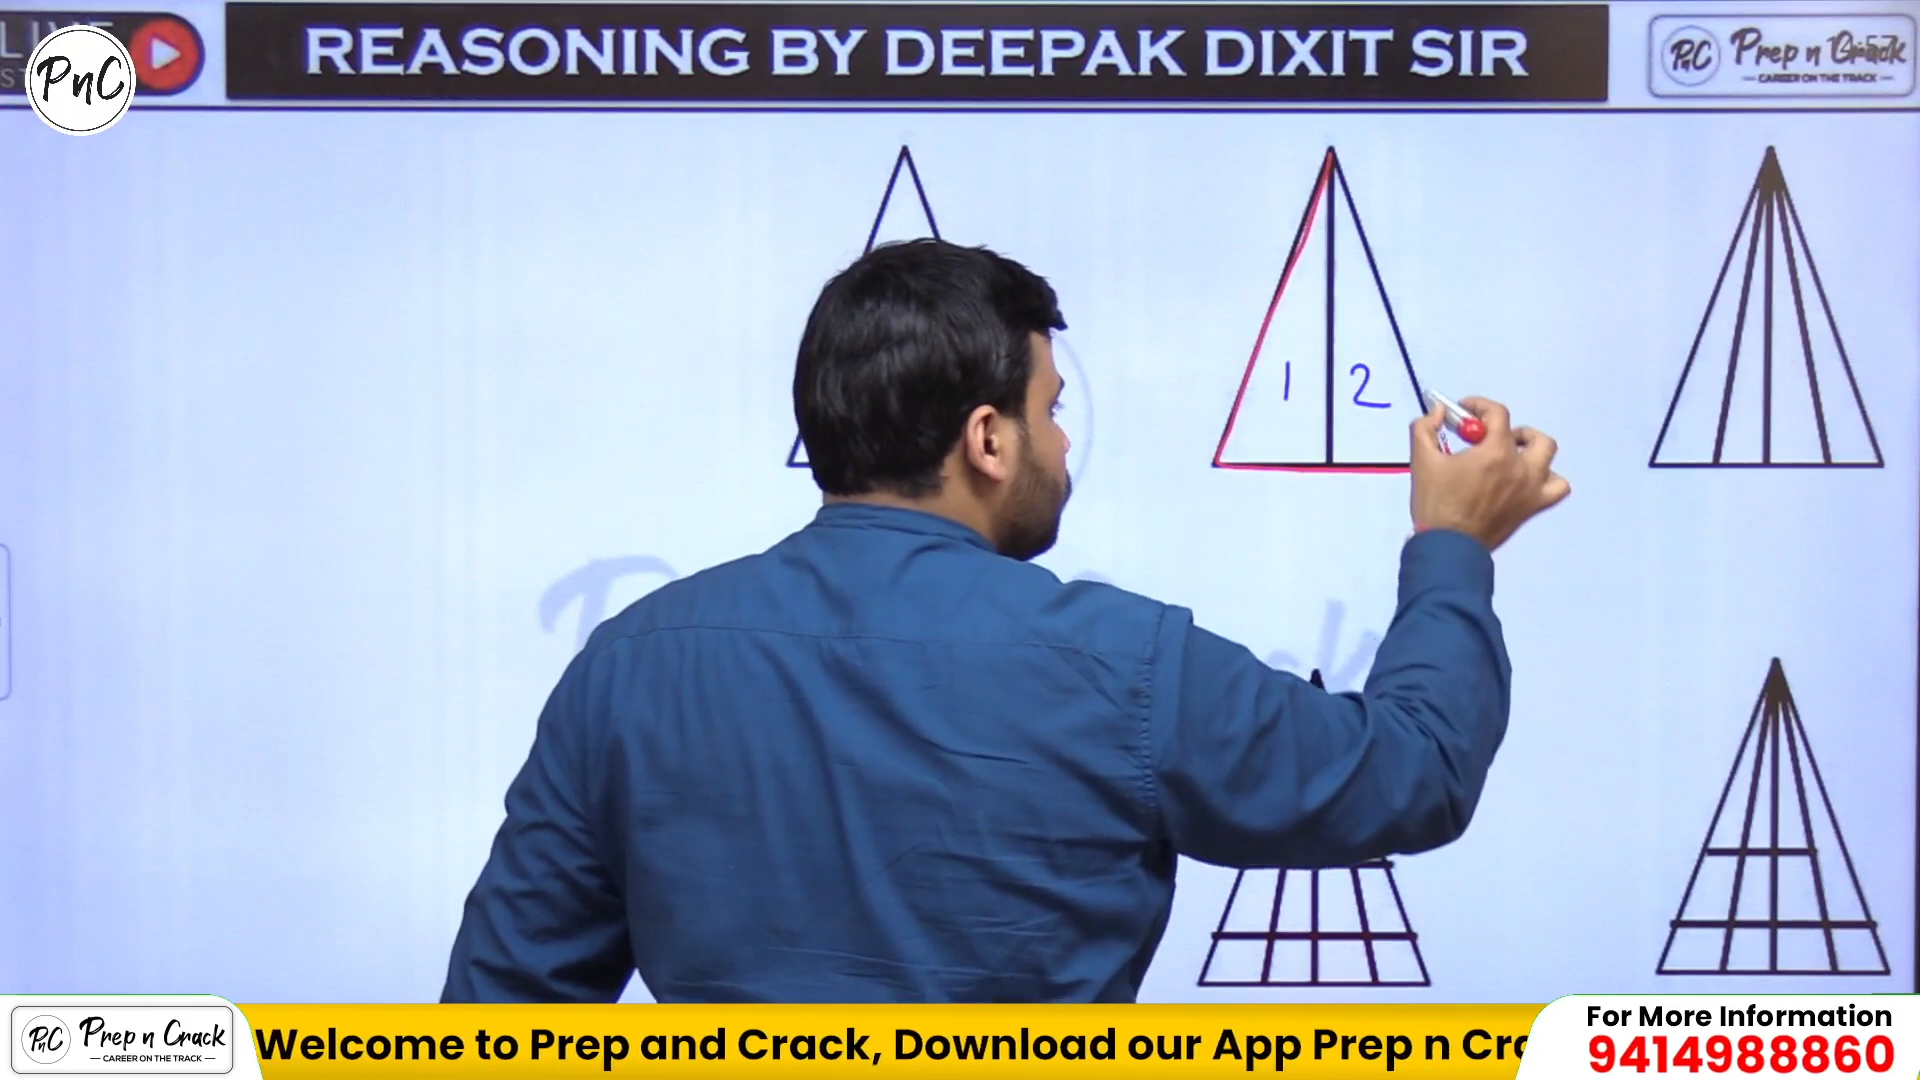 LIVE
PnC
REASONING BY DEEPAK DIXIT SIR
PnC Prep n Crack
CAREER ON THE TRACK
1 2
PnC Prep n Crack
CAREER ON THE TRACK
Welcome to Prep and Crack, Download our App Prep n Cr
For More Information
9414988860